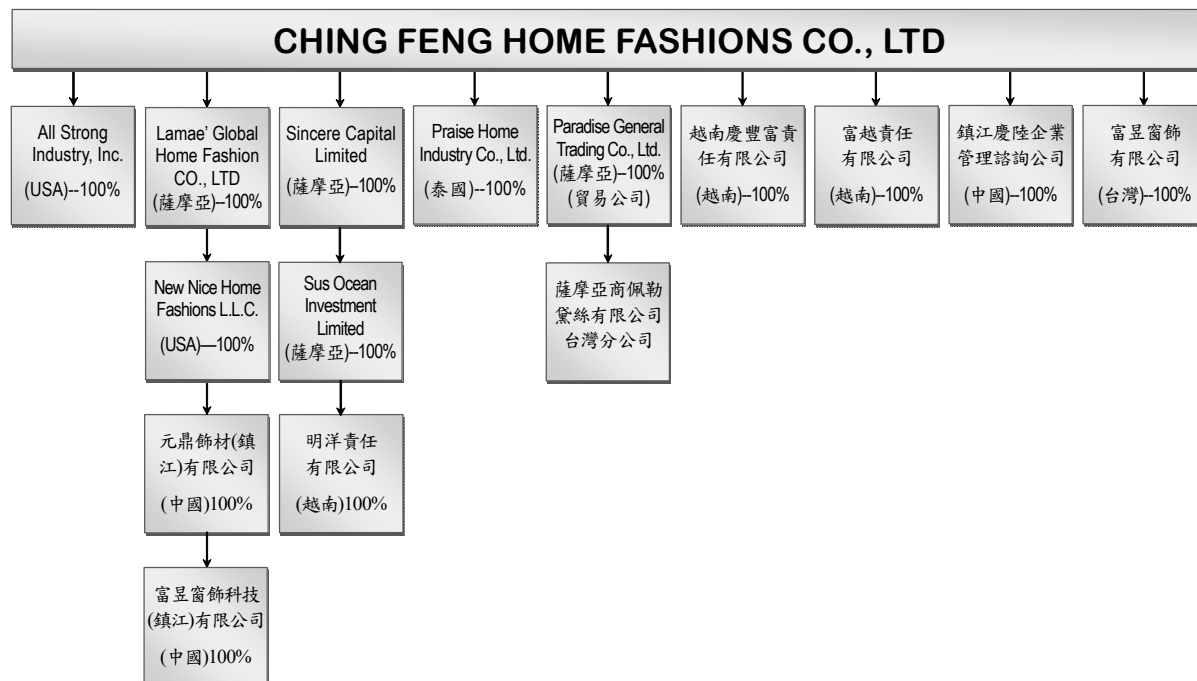 CHING FENG HOME FASHIONS CO., LTD
All Strong
Industry, Inc.
(USA)--100%
Lamae' Global
Home Fashion
CO., LTD
(薩摩亞)--100%
Sincere Capital
Limited
(薩摩亞)--100%
Praise Home
Industry Co., Ltd.
(泰國)--100%
Paradise General
Trading Co., Ltd.
(薩摩亞)--100%
(貿易公司)
越南慶豐富責
任有限公司
(越南)--100%
富越責任
有限公司
(越南)--100%
鎮江慶陸企業
管理諮詢公司
(中國)--100%
富昱窗飾
有限公司
(台灣)--100%
New Nice Home
Fashions L.L.C.
(USA)—100%
Sus Ocean
Investment
Limited
(薩摩亞)--100%
薩摩亞商佩勒
黛絲有限公司
台灣分公司
元鼎飾材(鎮
江)有限公司
(中國)100%
明洋責任
有限公司
(越南)100%
富昱窗飾科技
(鎮江)有限公司
(中國)100%